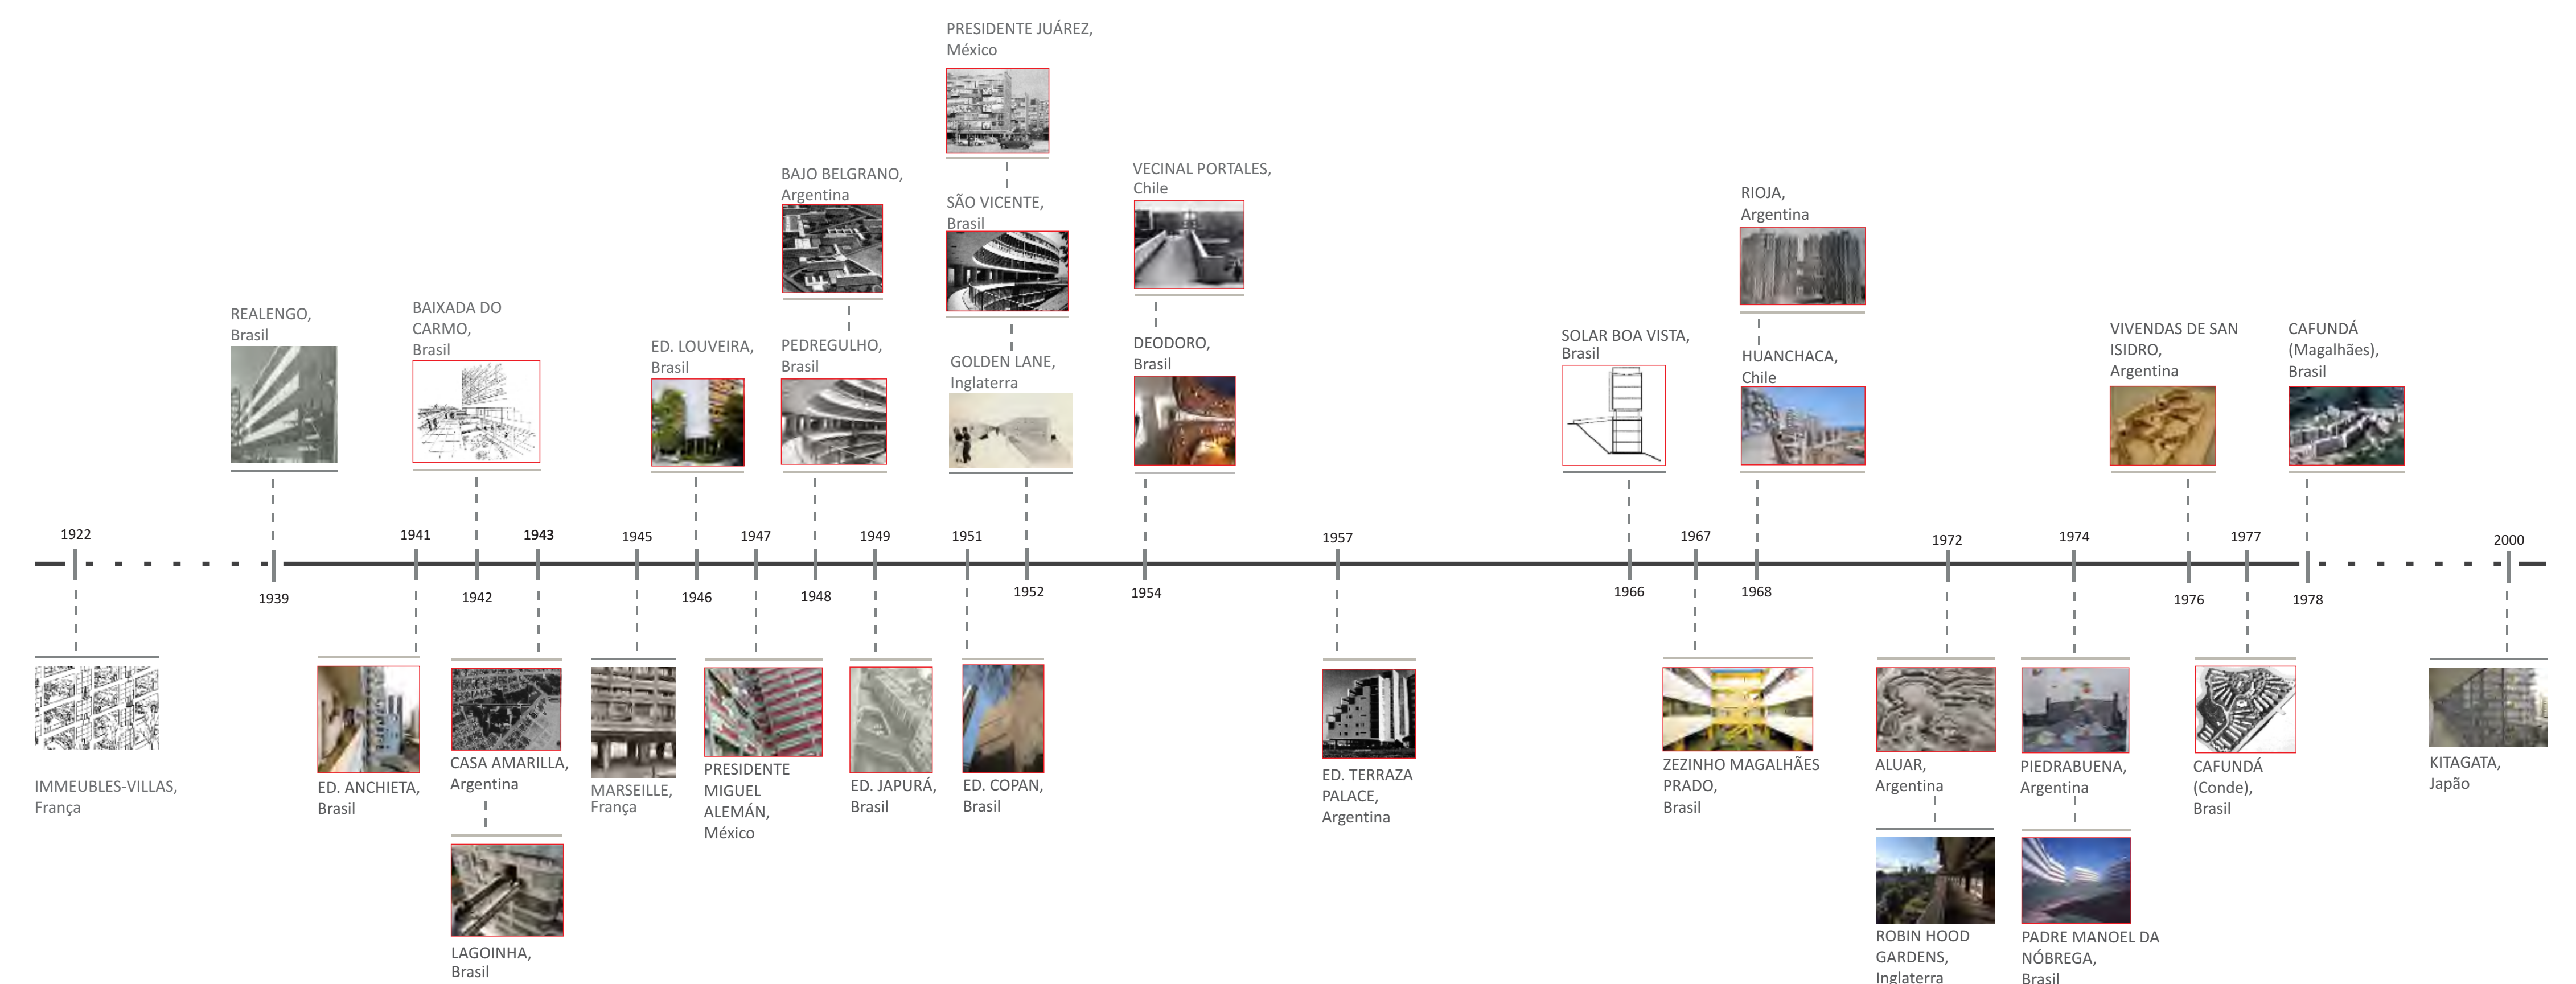 PRESIDENTE JUÁREZ,
México
BAJO BELGRANO,
Argentina
SÃO VICENTE,
Brasil
VECINAL PORTALES,
Chile
RIOJA,
Argentina
REALENGO,
Brasil
BAIXADA DO
CARMO,
Brasil
ED. LOUVEIRA,
Brasil
PEDREGULHO,
Brasil
GOLDEN LANE,
Inglaterra
DEODORO,
Brasil
SOLAR BOA VISTA,
Brasil
HUANCHACA,
Chile
VIVENDAS DE SAN
ISIDRO,
Argentina
CAFUNDÁ
(Magalhães),
Brasil
1922
1941
1943
1945
1947
1949
1951
1957
1967
1972
1974
1977
2000
1939
1942
1946
1948
1952
1954
1966
1968
1976
1978
IMMEUBLES-VILLAS,
França
ED. ANCHIETA,
Brasil
CASA AMARILLA,
Argentina
LAGOINHA,
Brasil
MARSEILLE,
França
PRESIDENTE
MIGUEL
ALEMÁN,
México
ED. JAPURÁ,
Brasil
ED. COPAN,
Brasil
ED. TERRAZA
PALACE,
Argentina
ZEZINHO MAGALHÃES
PRADO,
Brasil
ALUAR,
Argentina
ROBIN HOOD
GARDENS,
Inglaterra
PIEDRABUENA,
Argentina
PADRE MANOEL DA
NÓBREGA,
Brasil
CAFUNDÁ
(Conde),
Brasil
KITAGATA,
Japão